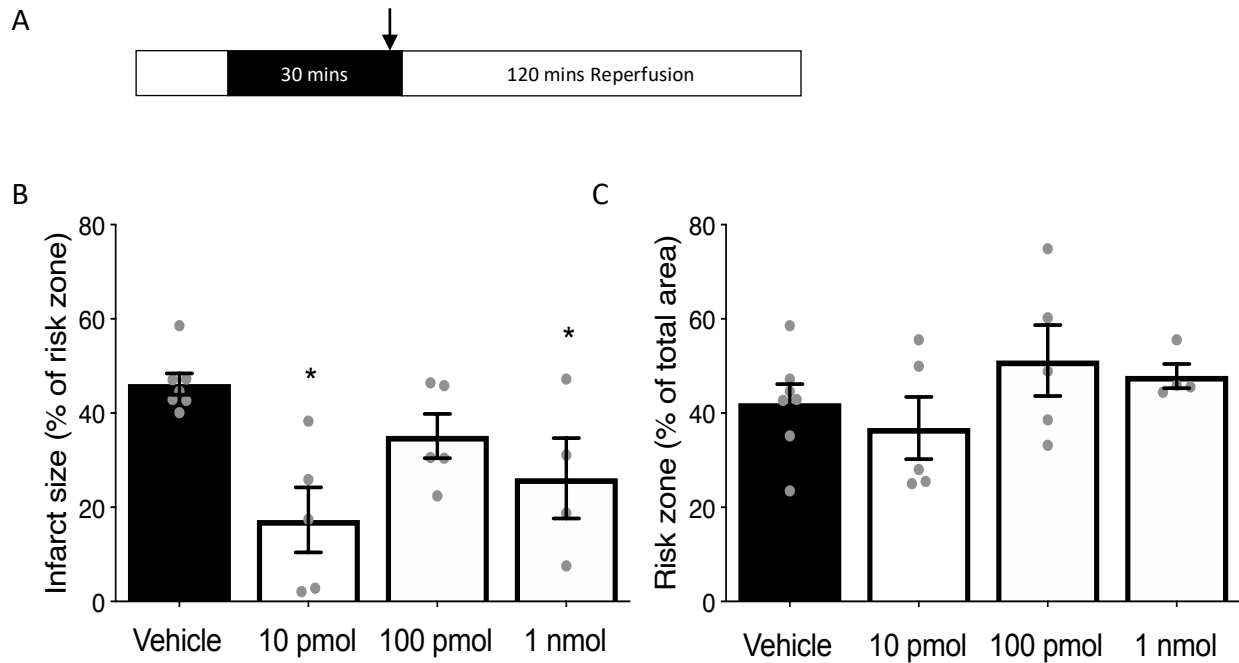 A
30 mins
120 mins Reperfusion
B
Infarct size (% of risk zone)
80
60
40
20
0
*
*
Vehicle
10 pmol
100 pmol
1 nmol
C
Risk zone (% of total area)
80
60
40
20
0
Vehicle
10 pmol
100 pmol
1 nmol